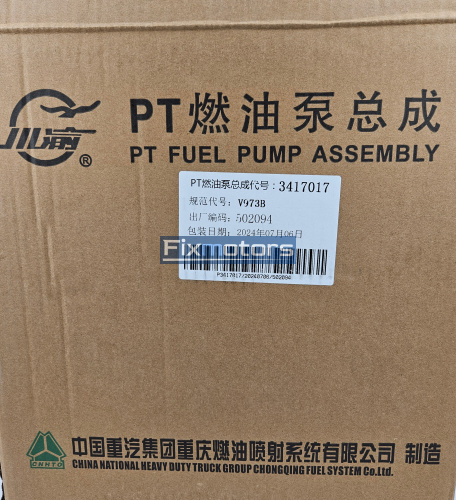 川渝
®
PT燃油泵总成
PT FUEL PUMP ASSEMBLY
PT燃油泵总成代号：3417017
规范代号：V973B
出厂编码：502094
包装日期：2024年07月06日
Fixmotors
CNHTC
中国重汽集团重庆燃油喷射系统有限公司 制造
CHINA NATIONAL HEAVY DUTY TRUCK GROUP CHONGQING FUEL SYSTEM Co.Ltd.